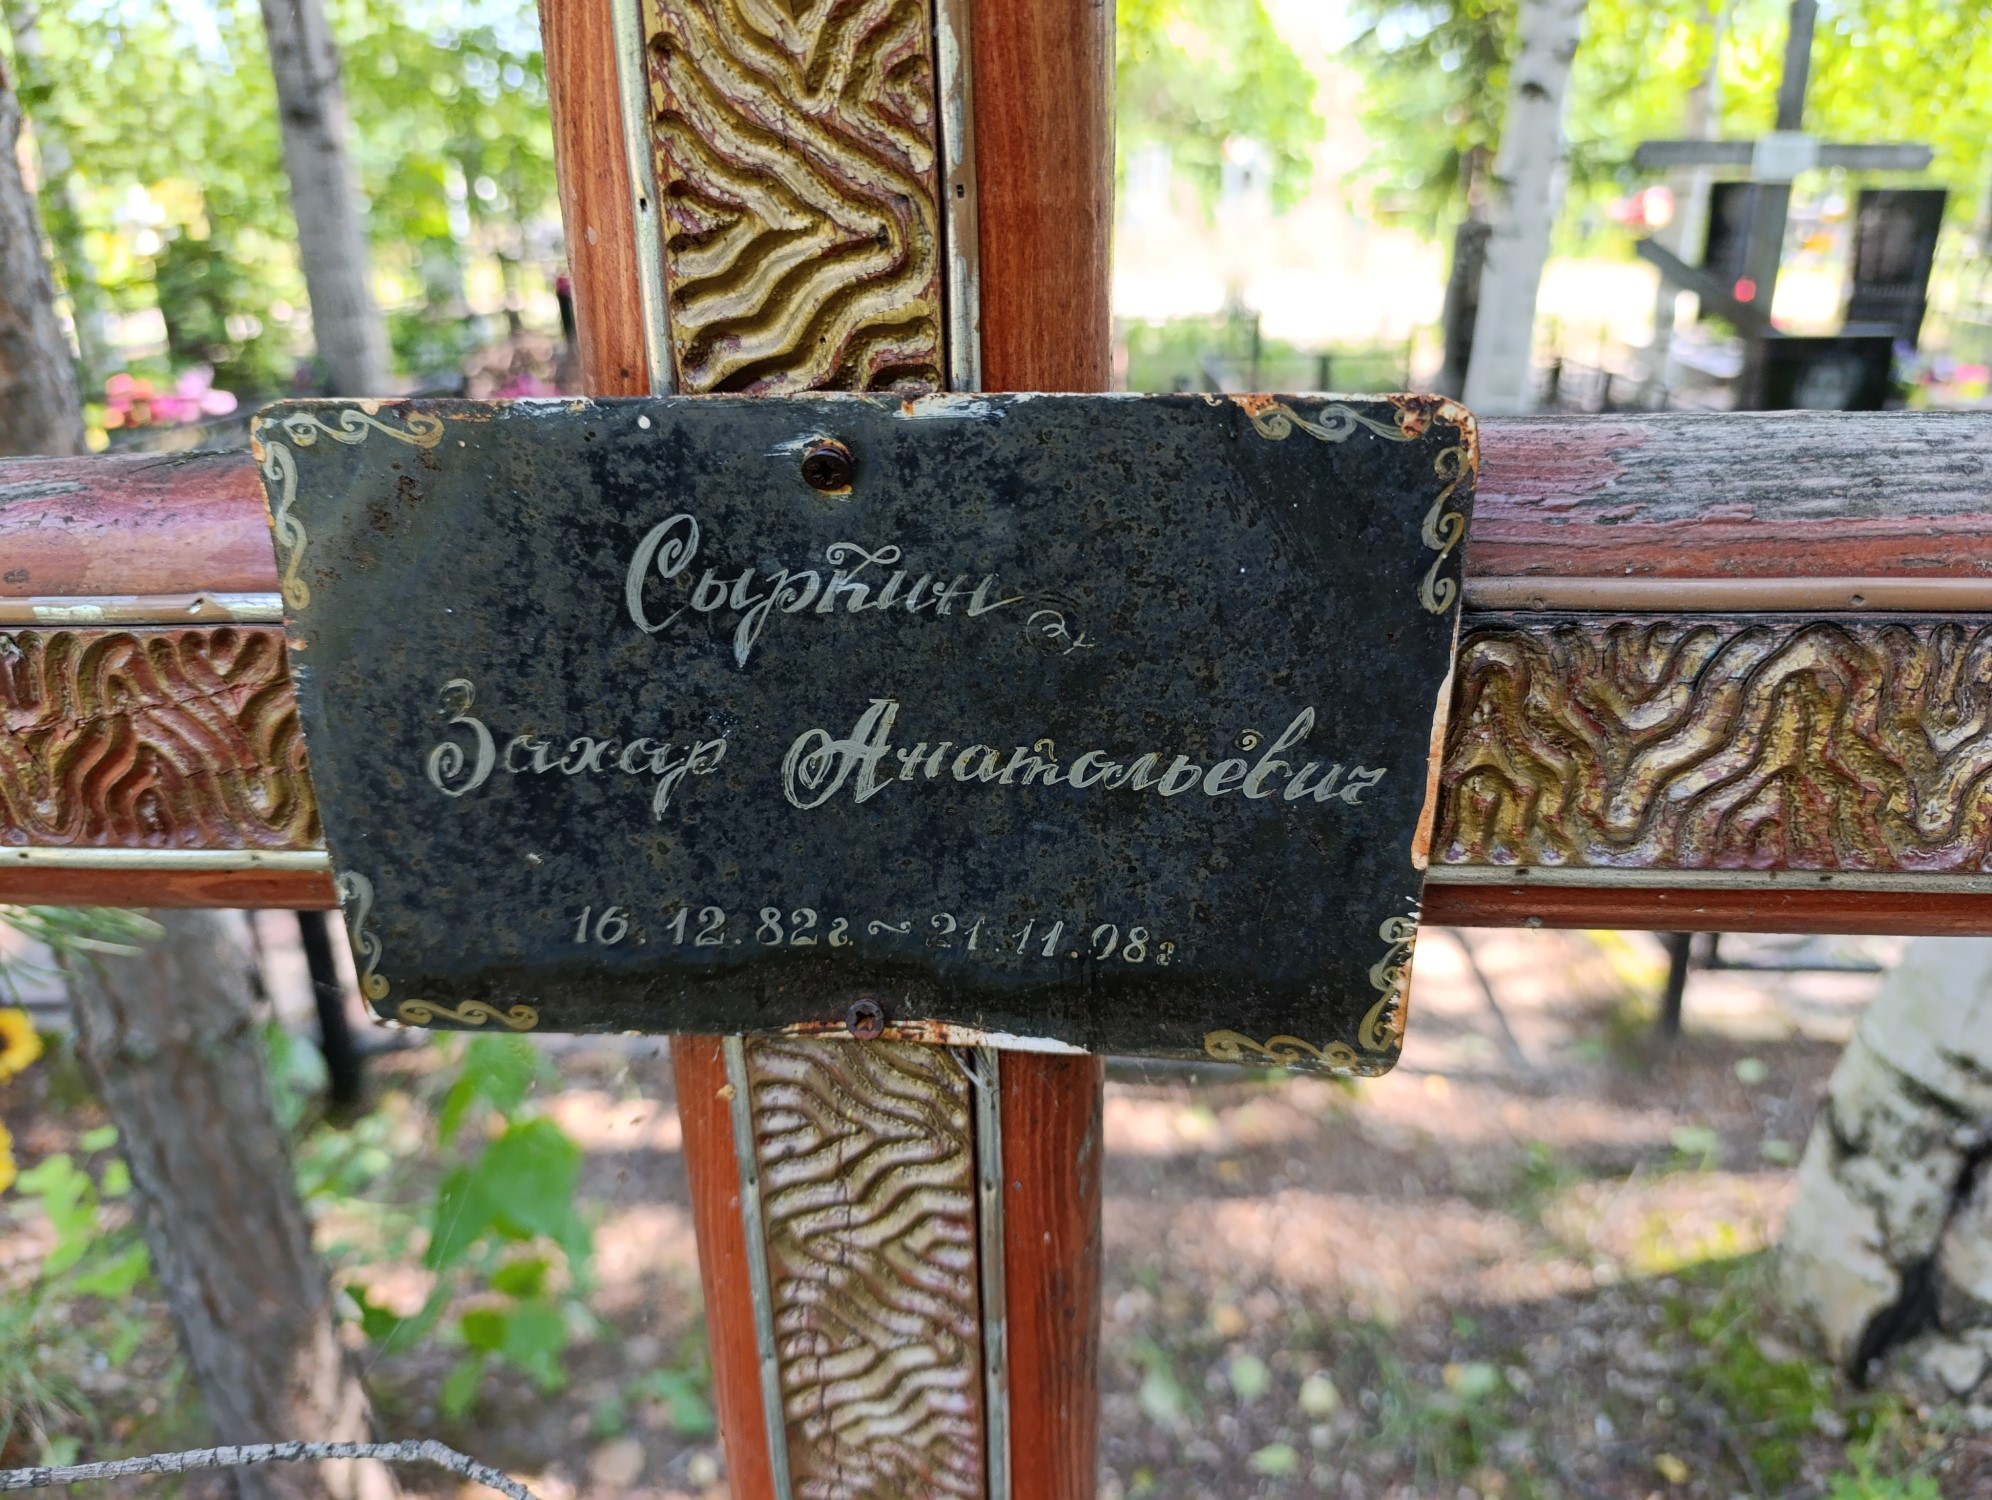 Сыркин
Захар Анатольевич
16.12.82г. ~ 21.11.98г